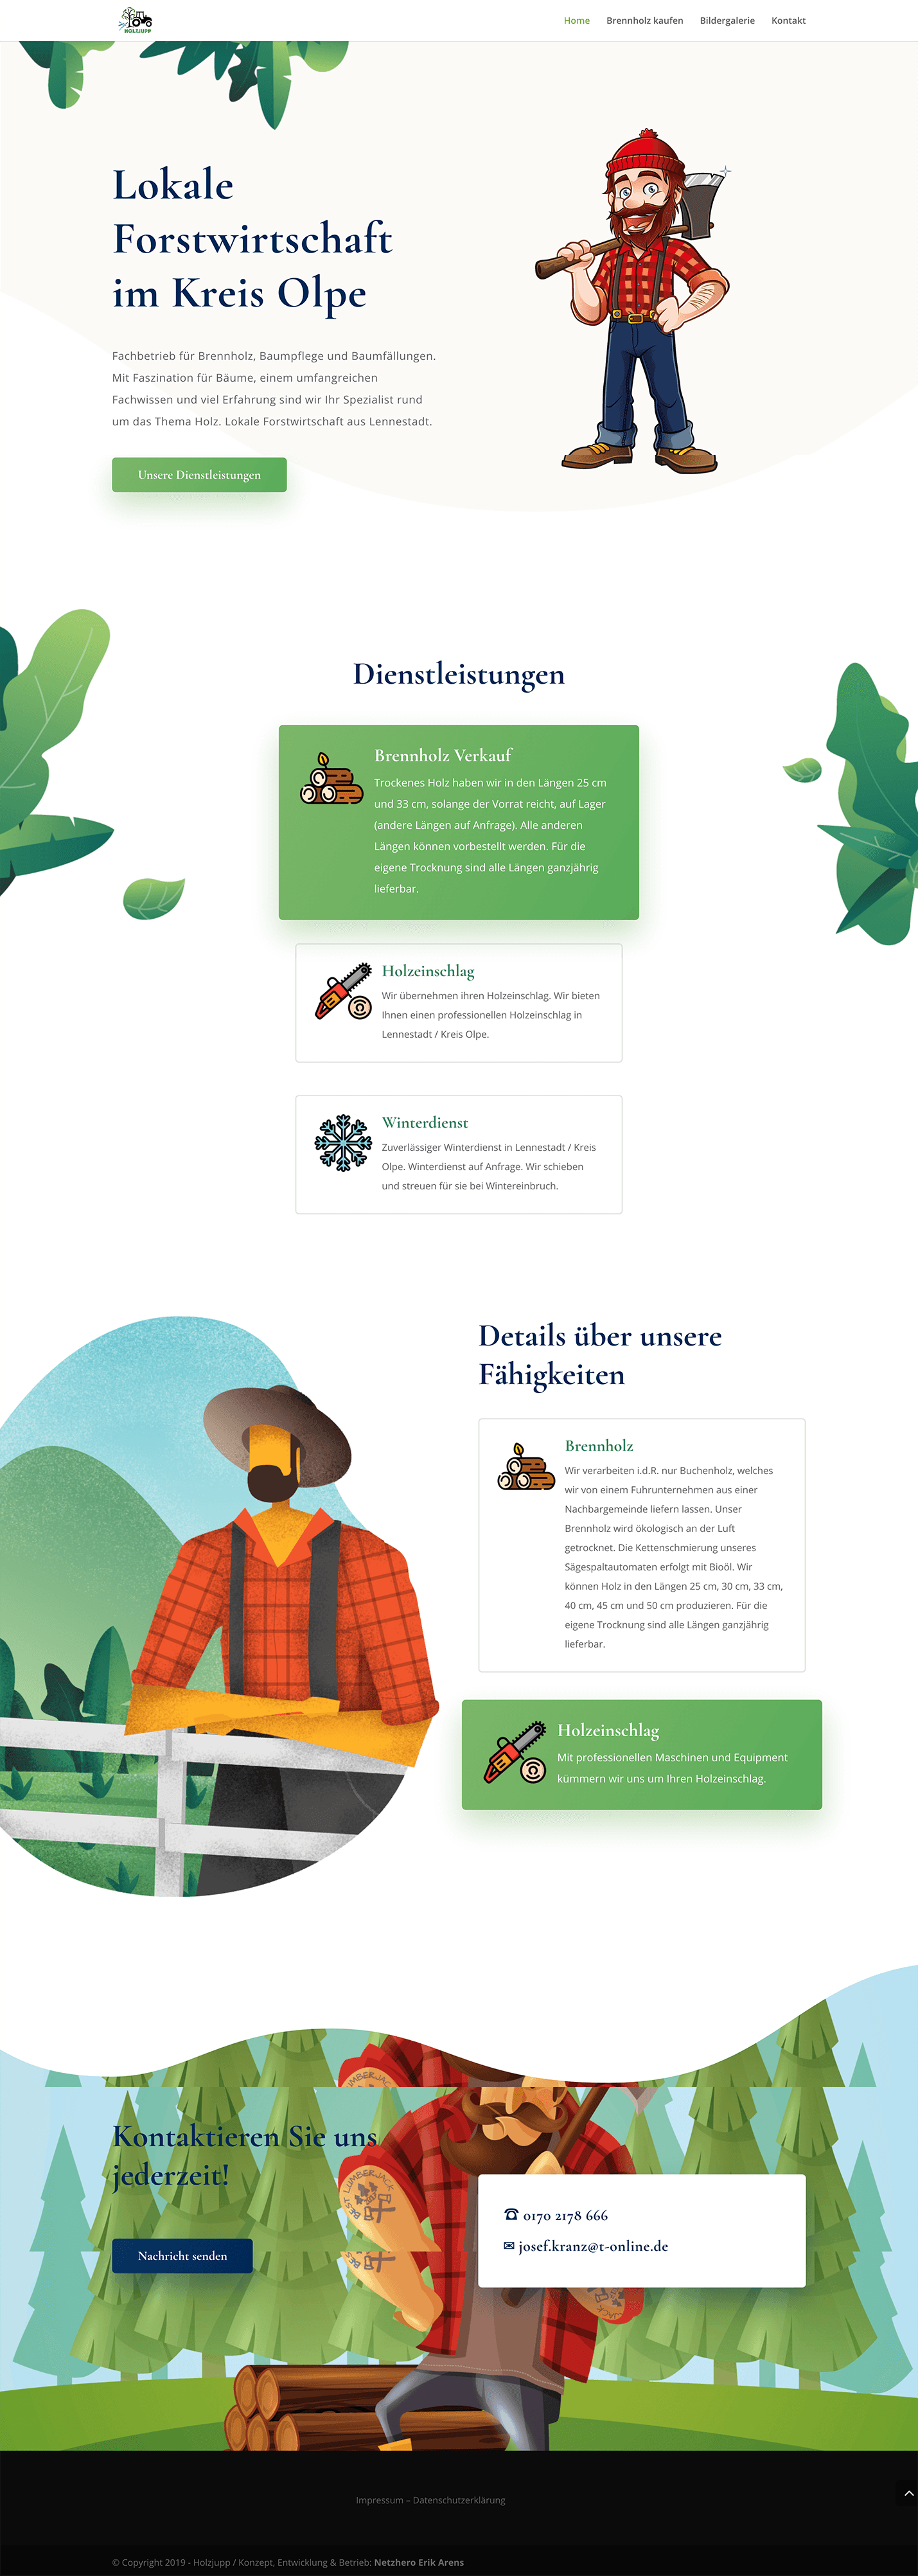 HOLZJUPP
Home
Brennholz kaufen
Bildergalerie
Kontakt
Lokale
Forstwirtschaft
im Kreis Olpe
Fachbetrieb für Brennholz, Baumpflege und Baumfällungen.
Mit Faszination für Bäume, einem umfangreichen
Fachwissen und viel Erfahrung sind wir Ihr Spezialist rund
um das Thema Holz. Lokale Forstwirtschaft aus Lennestadt.
Unsere Dienstleistungen
Dienstleistungen
Brennholz Verkauf
Trockenes Holz haben wir in den Längen 25 cm
und 33 cm, solange der Vorrat reicht, auf Lager
(andere Längen auf Anfrage). Alle anderen
Längen können vorbestellt werden. Für die
eigene Trocknung sind alle Längen ganzjährig
lieferbar.
Holzeinschlag
Wir übernehmen ihren Holzeinschlag. Wir bieten
Ihnen einen professionellen Holzeinschlag in
Lennestadt / Kreis Olpe.
Winterdienst
Zuverlässiger Winterdienst in Lennestadt / Kreis
Olpe. Winterdienst auf Anfrage. Wir schieben
und streuen für sie bei Wintereinbruch.
Details über unsere
Fähigkeiten
Brennholz
Wir verarbeiten i.d.R. nur Buchenholz, welches
wir von einem Fuhrunternehmen aus einer
Nachbargemeinde liefern lassen. Unser
Brennholz wird ökologisch an der Luft
getrocknet. Die Kettenschmierung unseres
Sägespaltautomaten erfolgt mit Bioöl. Wir
können Holz in den Längen 25 cm, 30 cm, 33 cm,
40 cm, 45 cm und 50 cm produzieren. Für die
eigene Trocknung sind alle Längen ganzjährig
lieferbar.
Holzeinschlag
Mit professionellen Maschinen und Equipment
kümmern wir uns um Ihren Holzeinschlag.
LUMBERJACK
Kontaktieren Sie uns
jederzeit!
BEST LUMBERJACK
☎ 0170 2178 666
✉ josef.kranz@t-online.de
Nachricht senden
BEST
JACK
Impressum – Datenschutzerklärung
© Copyright 2019 - Holzjupp / Konzept, Entwicklung & Betrieb: Netzhero Erik Arens